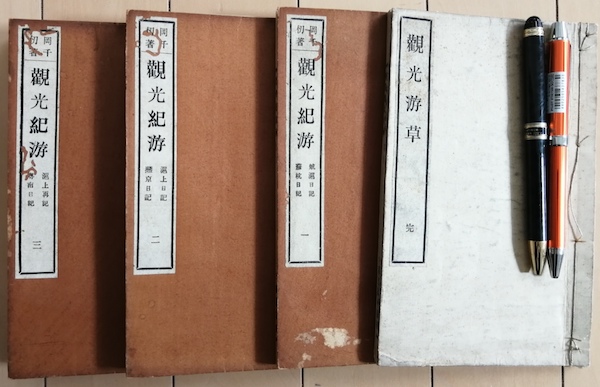 觀光游草
完
岡千
仞著
觀光紀游
航滬日記
蘇杭日記
一
岡千
仞著
觀光紀游
滬上日記
燕京日記
二
岡千
仞著
觀光紀游
滬上再記
南日記
三